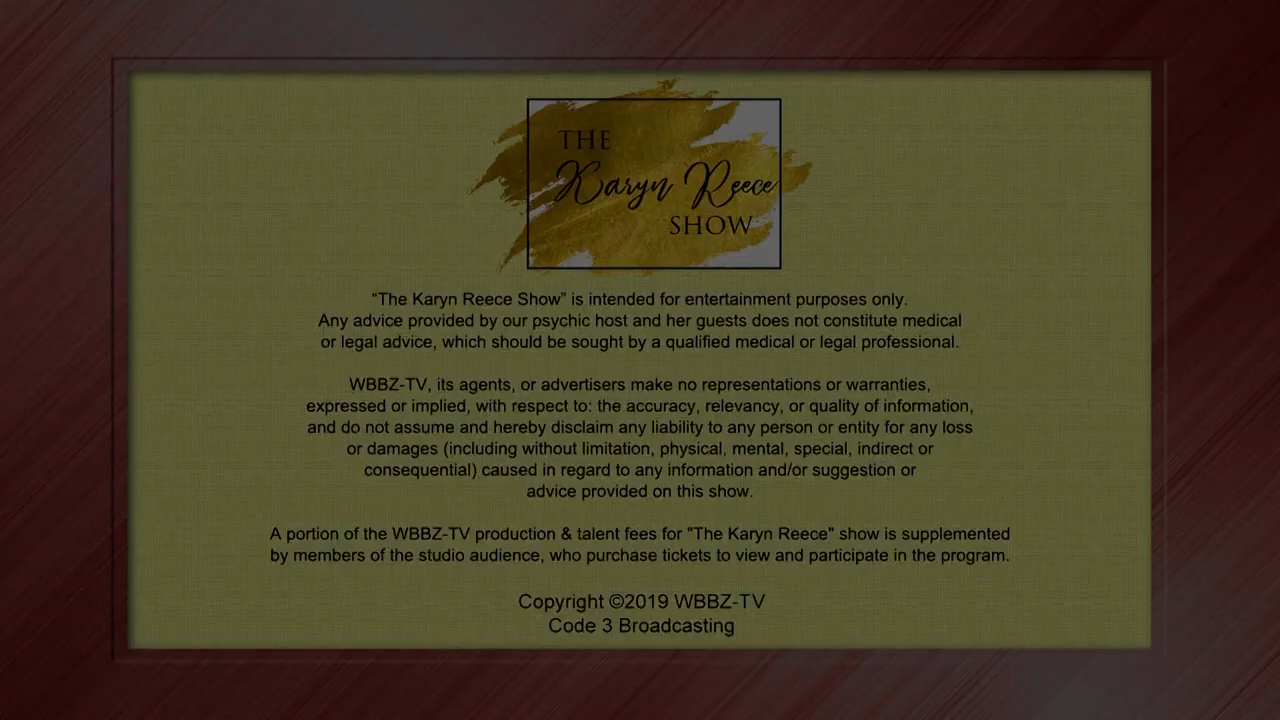 THE
Karyn Reece
SHOW
“The Karyn Reece Show” is intended for entertainment purposes only.
Any advice provided by our psychic host and her guests does not constitute medical
or legal advice, which should be sought by a qualified medical or legal professional.
WBBZ-TV, its agents, or advertisers make no representations or warranties,
expressed or implied, with respect to: the accuracy, relevancy, or quality of information,
and do not assume and hereby disclaim any liability to any person or entity for any loss
or damages (including without limitation, physical, mental, special, indirect or
consequential) caused in regard to any information and/or suggestion or
advice provided on this show.
A portion of the WBBZ-TV production & talent fees for "The Karyn Reece" show is supplemented
by members of the studio audience, who purchase tickets to view and participate in the program.
Copyright ©2019 WBBZ-TV
Code 3 Broadcasting